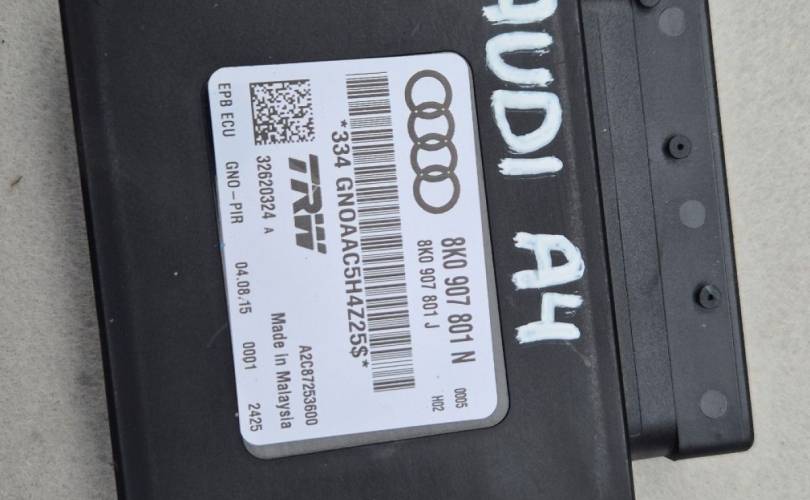 AUDI A4
8K0 907 801 N 0005
8K0 907 801 J H02
*334 GNOAAC5H4Z25$*
TRW A2C87253600
32620324 A Made in Malaysia
EPB ECU GNO-PIR 04.08.15 0001 2425